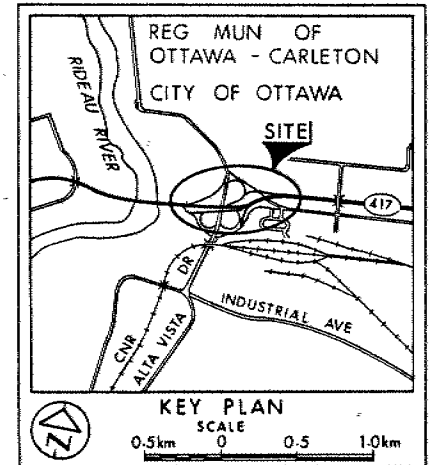 REG MUN OF
OTTAWA - CARLETON
CITY OF OTTAWA
SITE
RIDEAU RIVER
417
DR
INDUSTRIAL AVE
CNR
ALTA VISTA
KEY PLAN
SCALE
N
0.5km 0 0.5 1.0km